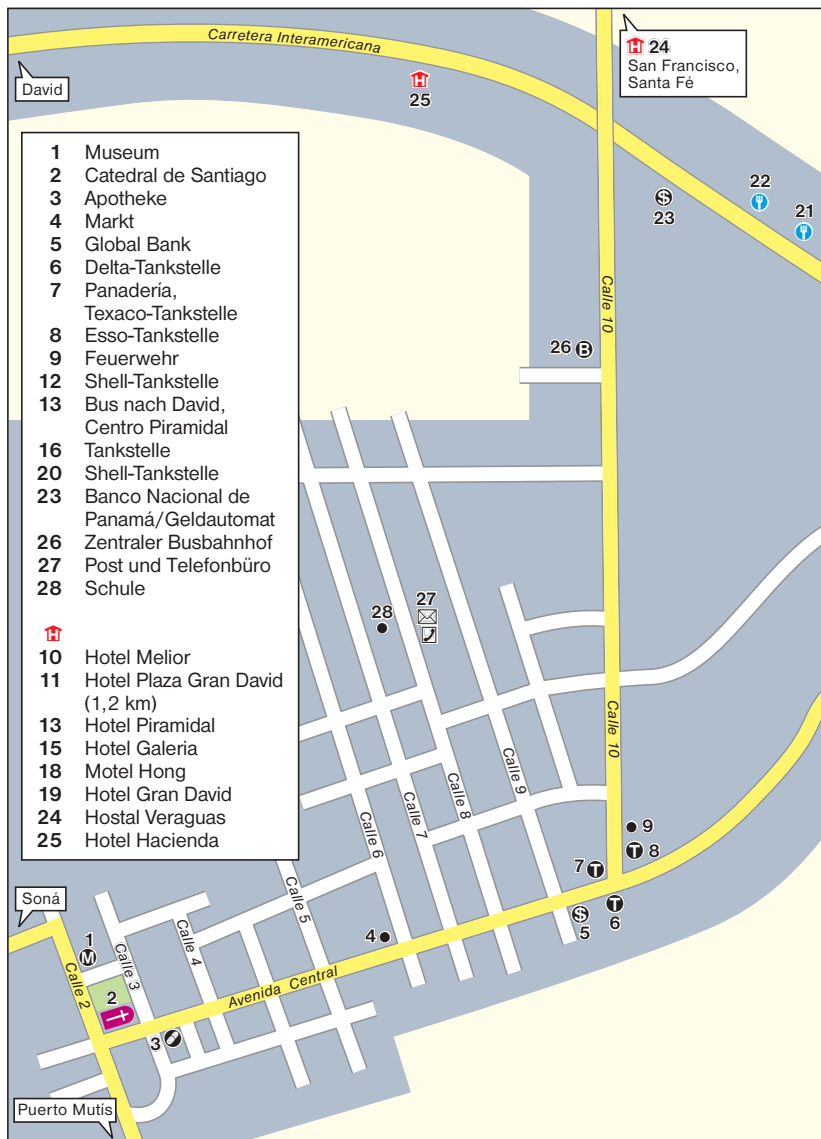 Carretera Interamericana
David
24
San Francisco,
Santa Fé
25
22
21
23
1 Museum
2 Catedral de Santiago
3 Apotheke
4 Markt
5 Global Bank
6 Delta-Tankstelle
7 Panadería,
Texaco-Tankstelle
8 Esso-Tankstelle
9 Feuerwehr
12 Shell-Tankstelle
13 Bus nach David,
Centro Piramidal
16 Tankstelle
20 Shell-Tankstelle
23 Banco Nacional de
Panamá/Geldautomat
26 Zentraler Busbahnhof
27 Post und Telefonbüro
28 Schule
H
10 Hotel Melior
11 Hotel Plaza Gran David
(1,2 km)
13 Hotel Piramidal
15 Hotel Galeria
18 Motel Hong
19 Hotel Gran David
24 Hostal Veraguas
25 Hotel Hacienda
Calle 10
26 B
28
27
Calle 10
Calle 9
Calle 8
Calle 7
Calle 6
Calle 5
Calle 4
Calle 3
Calle 2
9
8 T
7 T
6 T
5 $
4
Avenida Central
Soná
1
M
2
3
Puerto Mutís